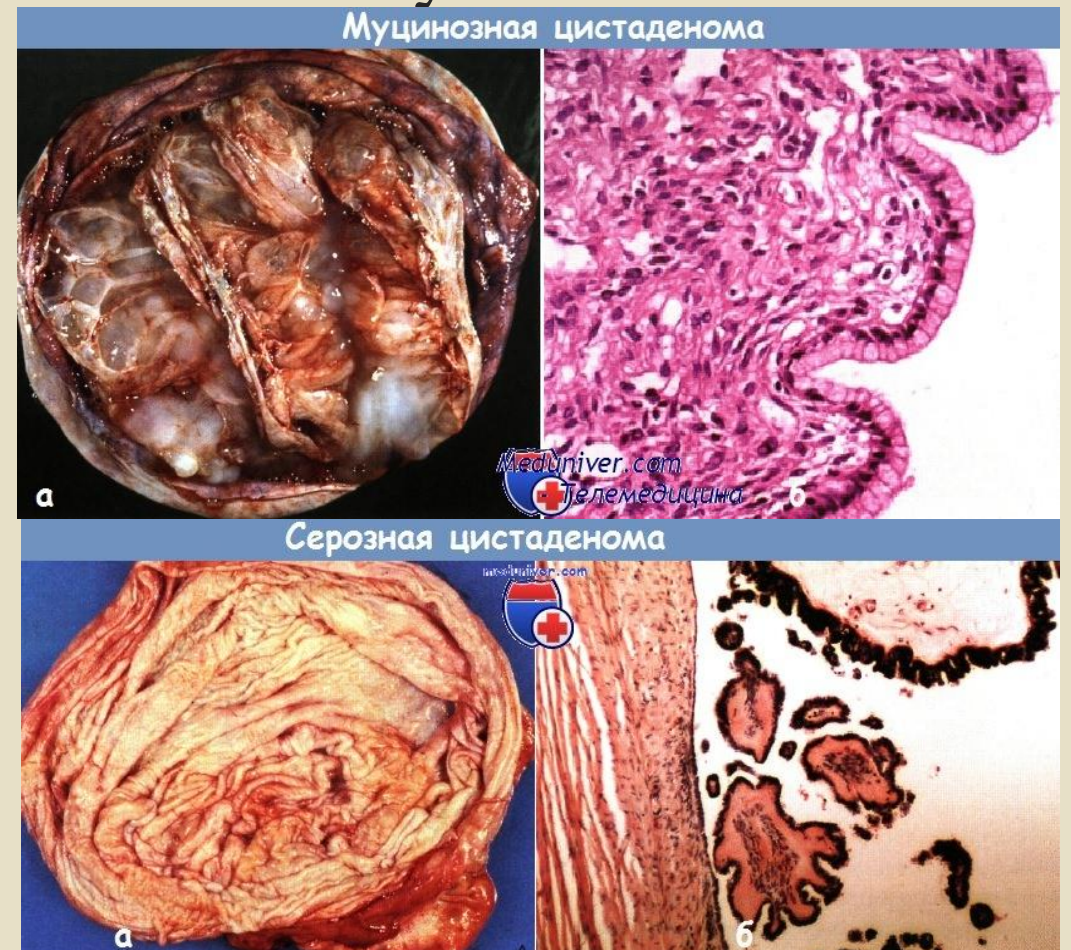 Муцинозная цистаденома
а
Meduniver.com
Телемедицина
б
Серозная цистаденома
meduniver.com
а
б